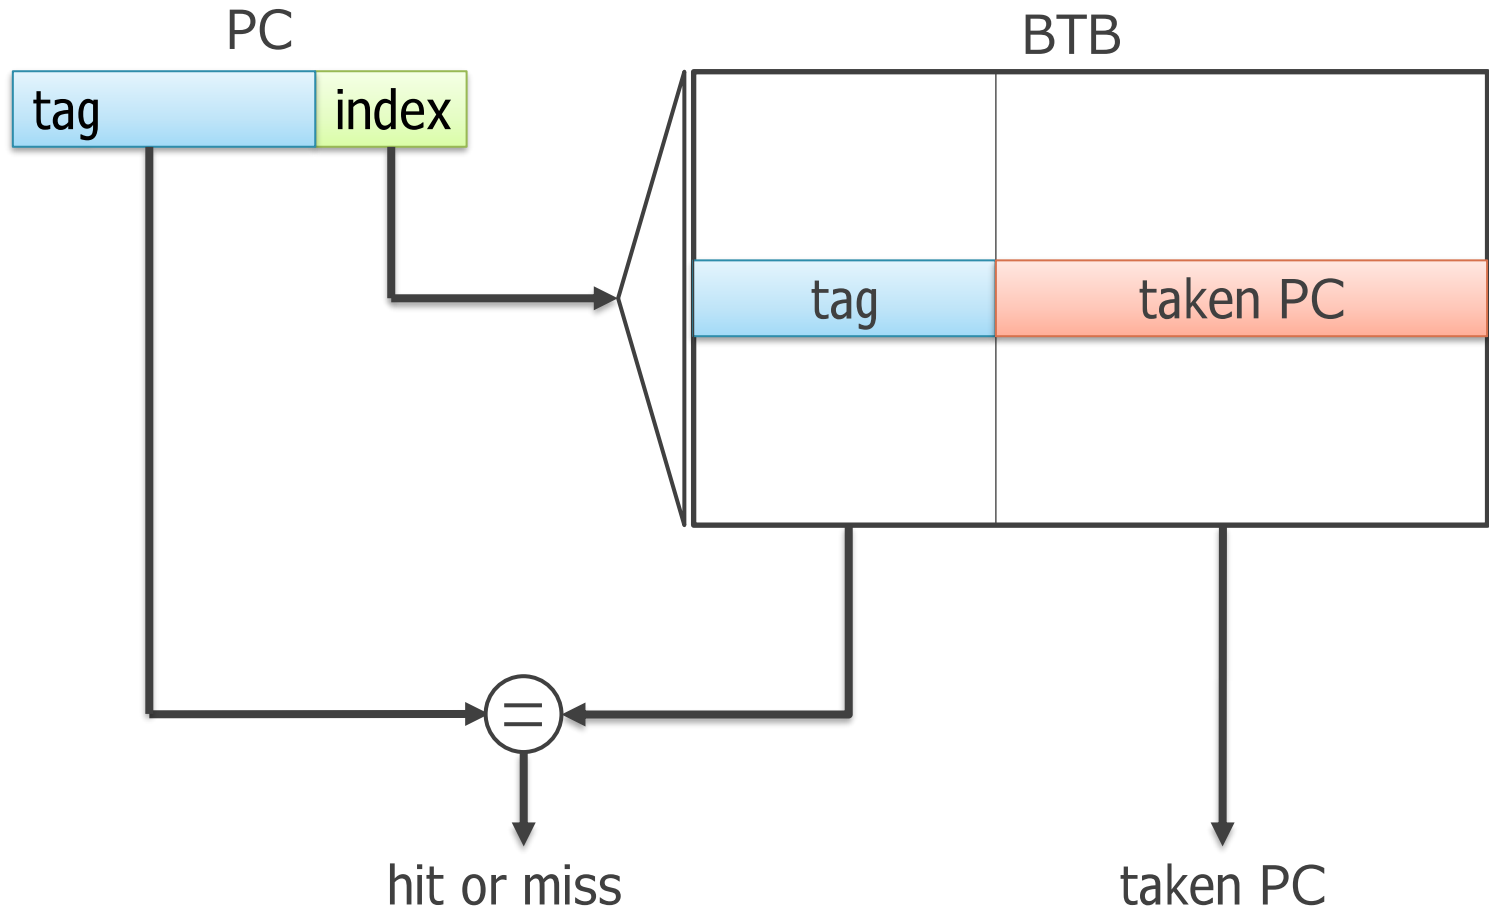 PC
BTB
tag
index
tag
taken PC
=
hit or miss
taken PC